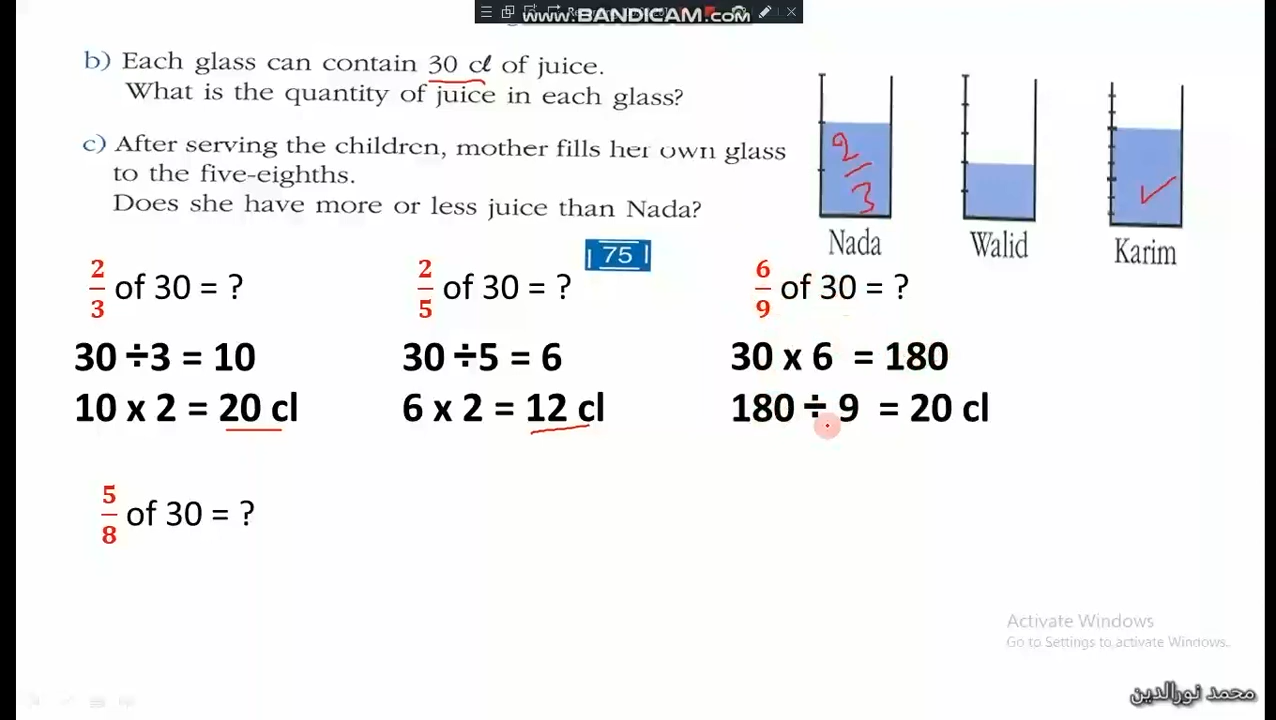 www.BANDICAM.com
b) Each glass can contain 30 cl of juice.
What is the quantity of juice in each glass?
c) After serving the children, mother fills her own glass
to the five-eighths.
Does she have more or less juice than Nada?
75
2/3
Nada
Walid
Karim
2/3 of 30 = ?
30 ÷3 = 10
10 x 2 = 20 cl
2/5 of 30 = ?
30 ÷5 = 6
6 x 2 = 12 cl
6/9 of 30 = ?
30 x 6 = 180
180 ÷ 9 = 20 cl
5/8 of 30 = ?
Activate Windows
Go to Settings to activate Windows.
محمد نورالدين